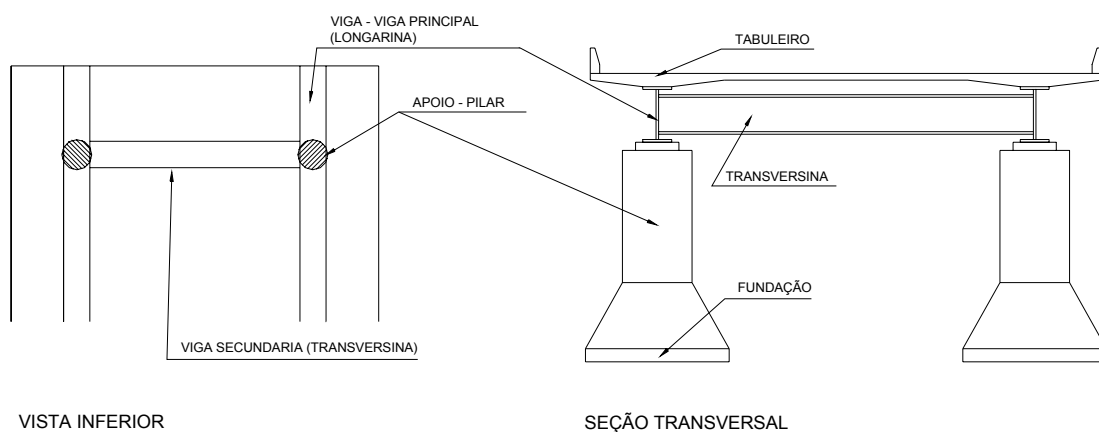 VIGA - VIGA PRINCIPAL
(LONGARINA)
APOIO - PILAR
VIGA SECUNDARIA (TRANSVERSINA)
VISTA INFERIOR
TABULEIRO
TRANSVERSINA
FUNDAÇÃO
SEÇÃO TRANSVERSAL